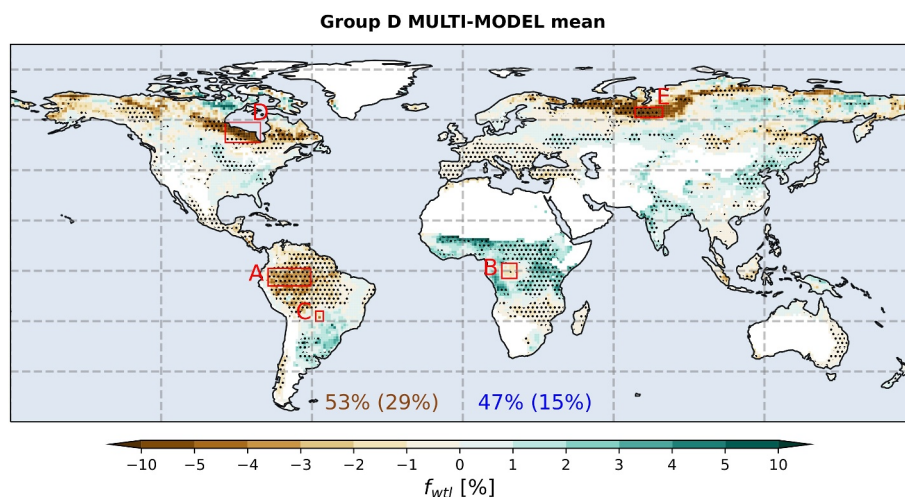 Group D MULTI-MODEL mean
D
E
A
B
C
53% (29%) 47% (15%)
−10 −5 −4 −3 −2 −1 0 1 2 3 4 5 10
f_wtl [%]